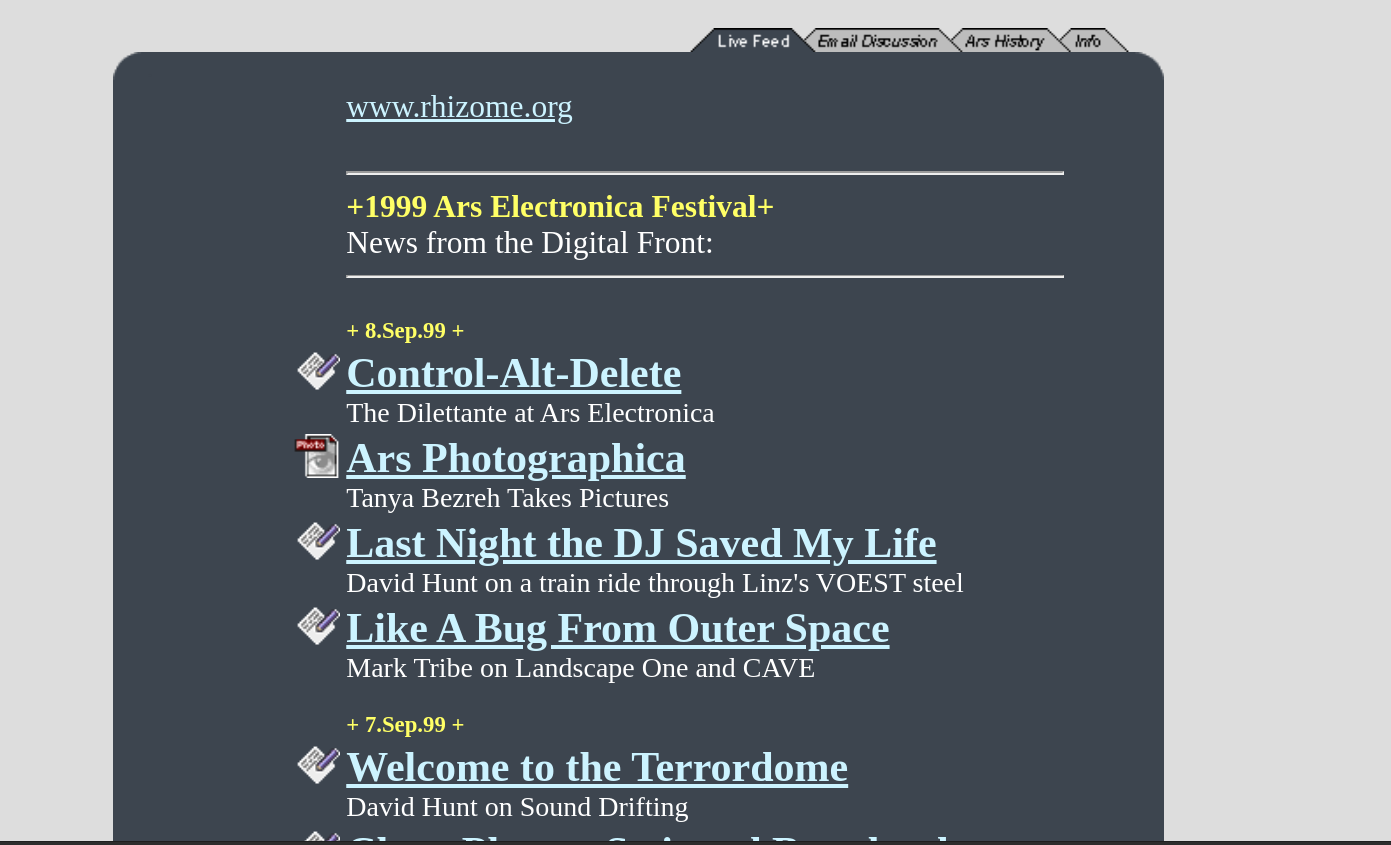 Live Feed Email Discussion Ars History Info
www.rhizome.org
+1999 Ars Electronica Festival+
News from the Digital Front:
+ 8.Sep.99 +
Control-Alt-Delete
The Dilettante at Ars Electronica
Photo
Ars Photographica
Tanya Bezreh Takes Pictures
Last Night the DJ Saved My Life
David Hunt on a train ride through Linz's VOEST steel
Like A Bug From Outer Space
Mark Tribe on Landscape One and CAVE
+ 7.Sep.99 +
Welcome to the Terrordome
David Hunt on Sound Drifting